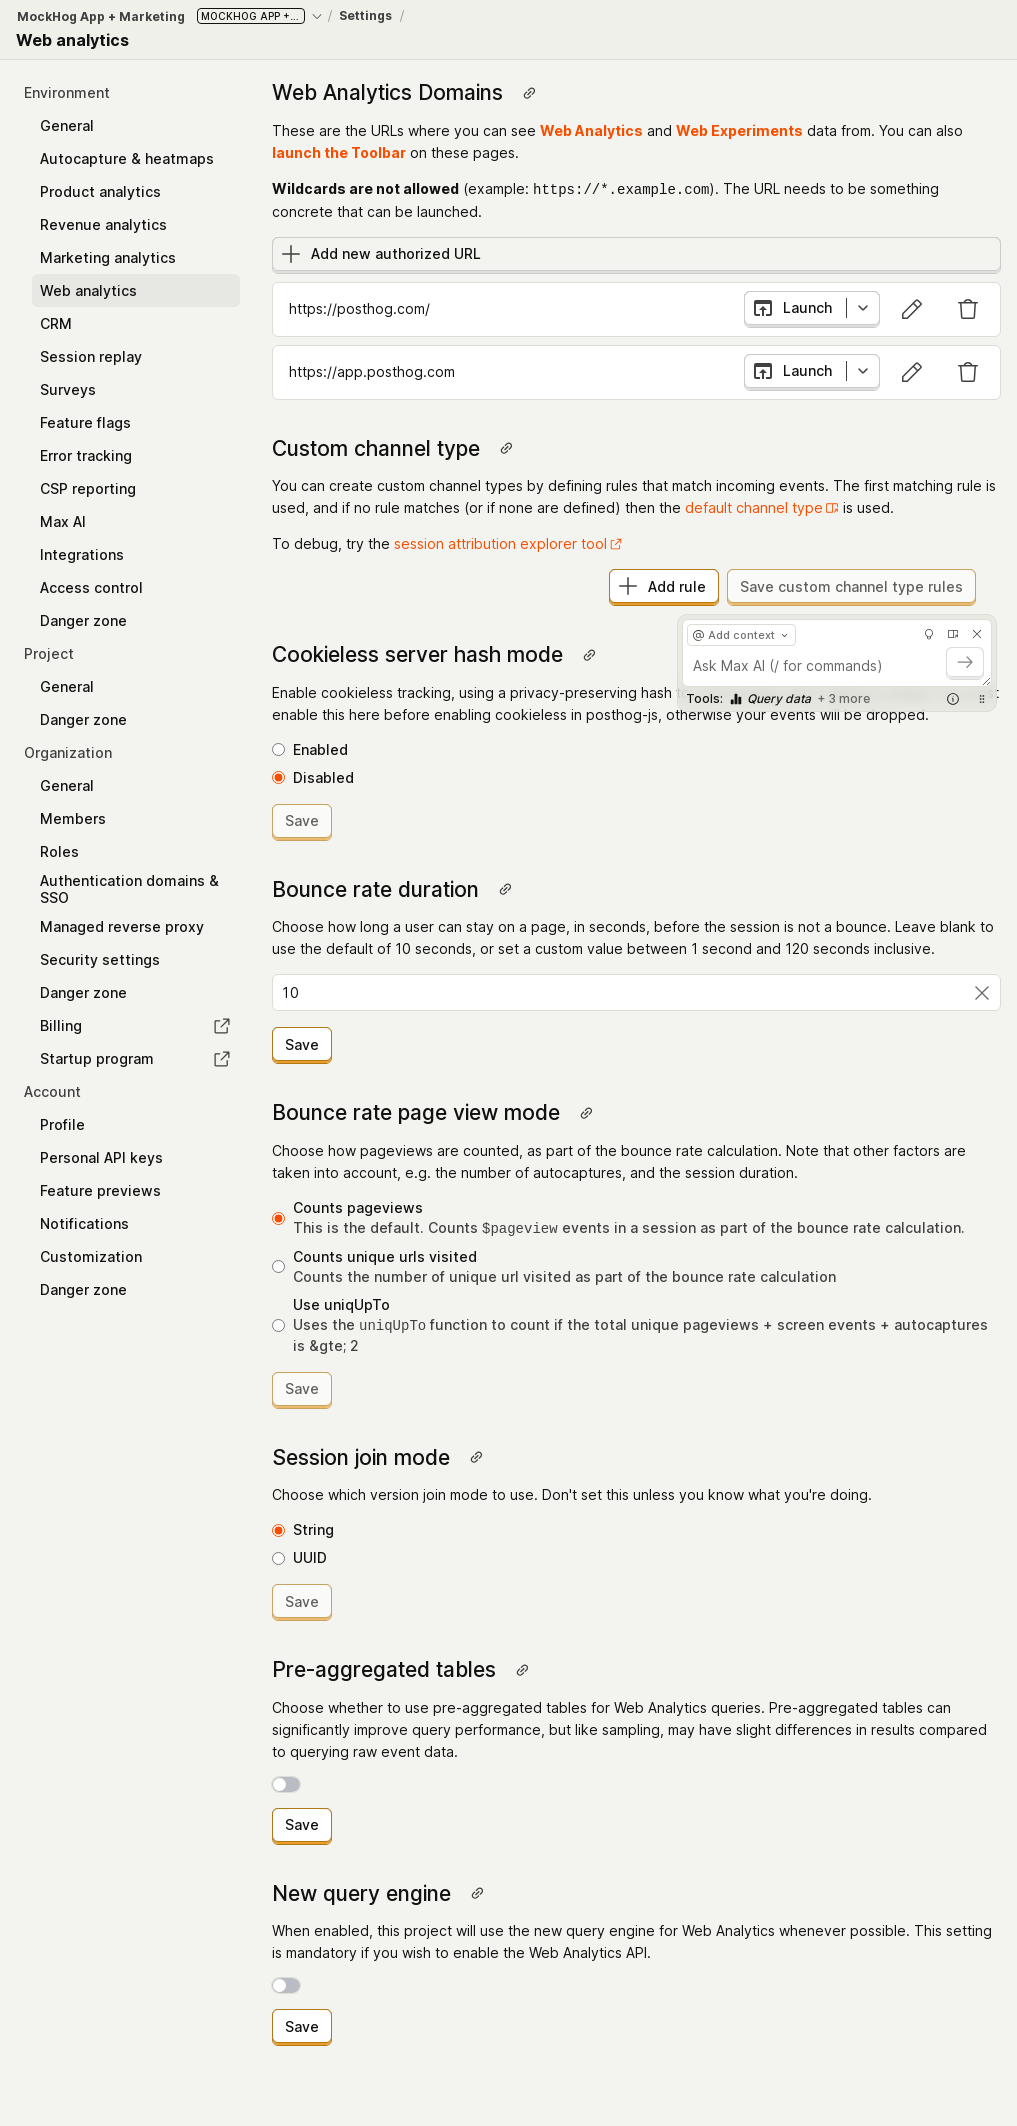 MockHog App + Marketing MOCKHOG APP +... / Settings /
Web analytics
Environment
General
Autocapture & heatmaps
Product analytics
Revenue analytics
Marketing analytics
Web analytics
CRM
Session replay
Surveys
Feature flags
Error tracking
CSP reporting
Max AI
Integrations
Access control
Danger zone
Project
General
Danger zone
Organization
General
Members
Roles
Authentication domains &
SSO
Managed reverse proxy
Security settings
Danger zone
Billing
Startup program
Account
Profile
Personal API keys
Feature previews
Notifications
Customization
Danger zone
Web Analytics Domains
These are the URLs where you can see Web Analytics and Web Experiments data from. You can also
launch the Toolbar on these pages.
Wildcards are not allowed (example: https://*.example.com). The URL needs to be something
concrete that can be launched.
Add new authorized URL
https://posthog.com/ Launch
https://app.posthog.com Launch
Custom channel type
You can create custom channel types by defining rules that match incoming events. The first matching rule is
used, and if no rule matches (or if none are defined) then the default channel type is used.
To debug, try the session attribution explorer tool
Add rule Save custom channel type rules
@ Add context
Ask Max AI (/ for commands)
Tools: Query data + 3 more
Cookieless server hash mode
Enable cookieless tracking, using a privacy-preserving hash
enable this here before enabling cookieless in posthog-js, otherwise your events will be dropped.
Enabled
Disabled
Save
Bounce rate duration
Choose how long a user can stay on a page, in seconds, before the session is not a bounce. Leave blank to
use the default of 10 seconds, or set a custom value between 1 second and 120 seconds inclusive.
10
Save
Bounce rate page view mode
Choose how pageviews are counted, as part of the bounce rate calculation. Note that other factors are
taken into account, e.g. the number of autocaptures, and the session duration.
Counts pageviews
This is the default. Counts $pageview events in a session as part of the bounce rate calculation.
Counts unique urls visited
Counts the number of unique url visited as part of the bounce rate calculation
Use uniqUpTo
Uses the uniqUpTo function to count if the total unique pageviews + screen events + autocaptures
is &gte; 2
Save
Session join mode
Choose which version join mode to use. Don't set this unless you know what you're doing.
String
UUID
Save
Pre-aggregated tables
Choose whether to use pre-aggregated tables for Web Analytics queries. Pre-aggregated tables can
significantly improve query performance, but like sampling, may have slight differences in results compared
to querying raw event data.
Save
New query engine
When enabled, this project will use the new query engine for Web Analytics whenever possible. This setting
is mandatory if you wish to enable the Web Analytics API.
Save